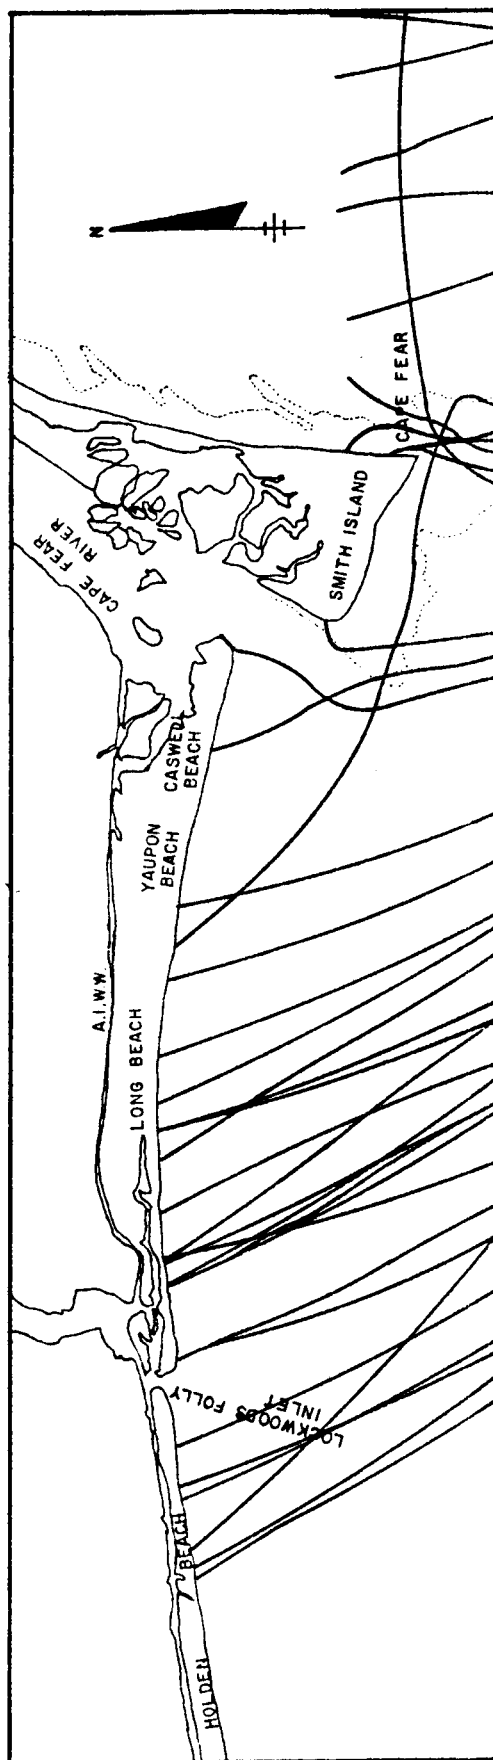 N
CAPE FEAR
RIVER
CAPE FEAR
SMITH ISLAND
CASWELL
BEACH
YAUPON
BEACH
A.I.W.W.
LONG BEACH
LOCKWOODS FOLLY
INLET
HOLDEN BEACH